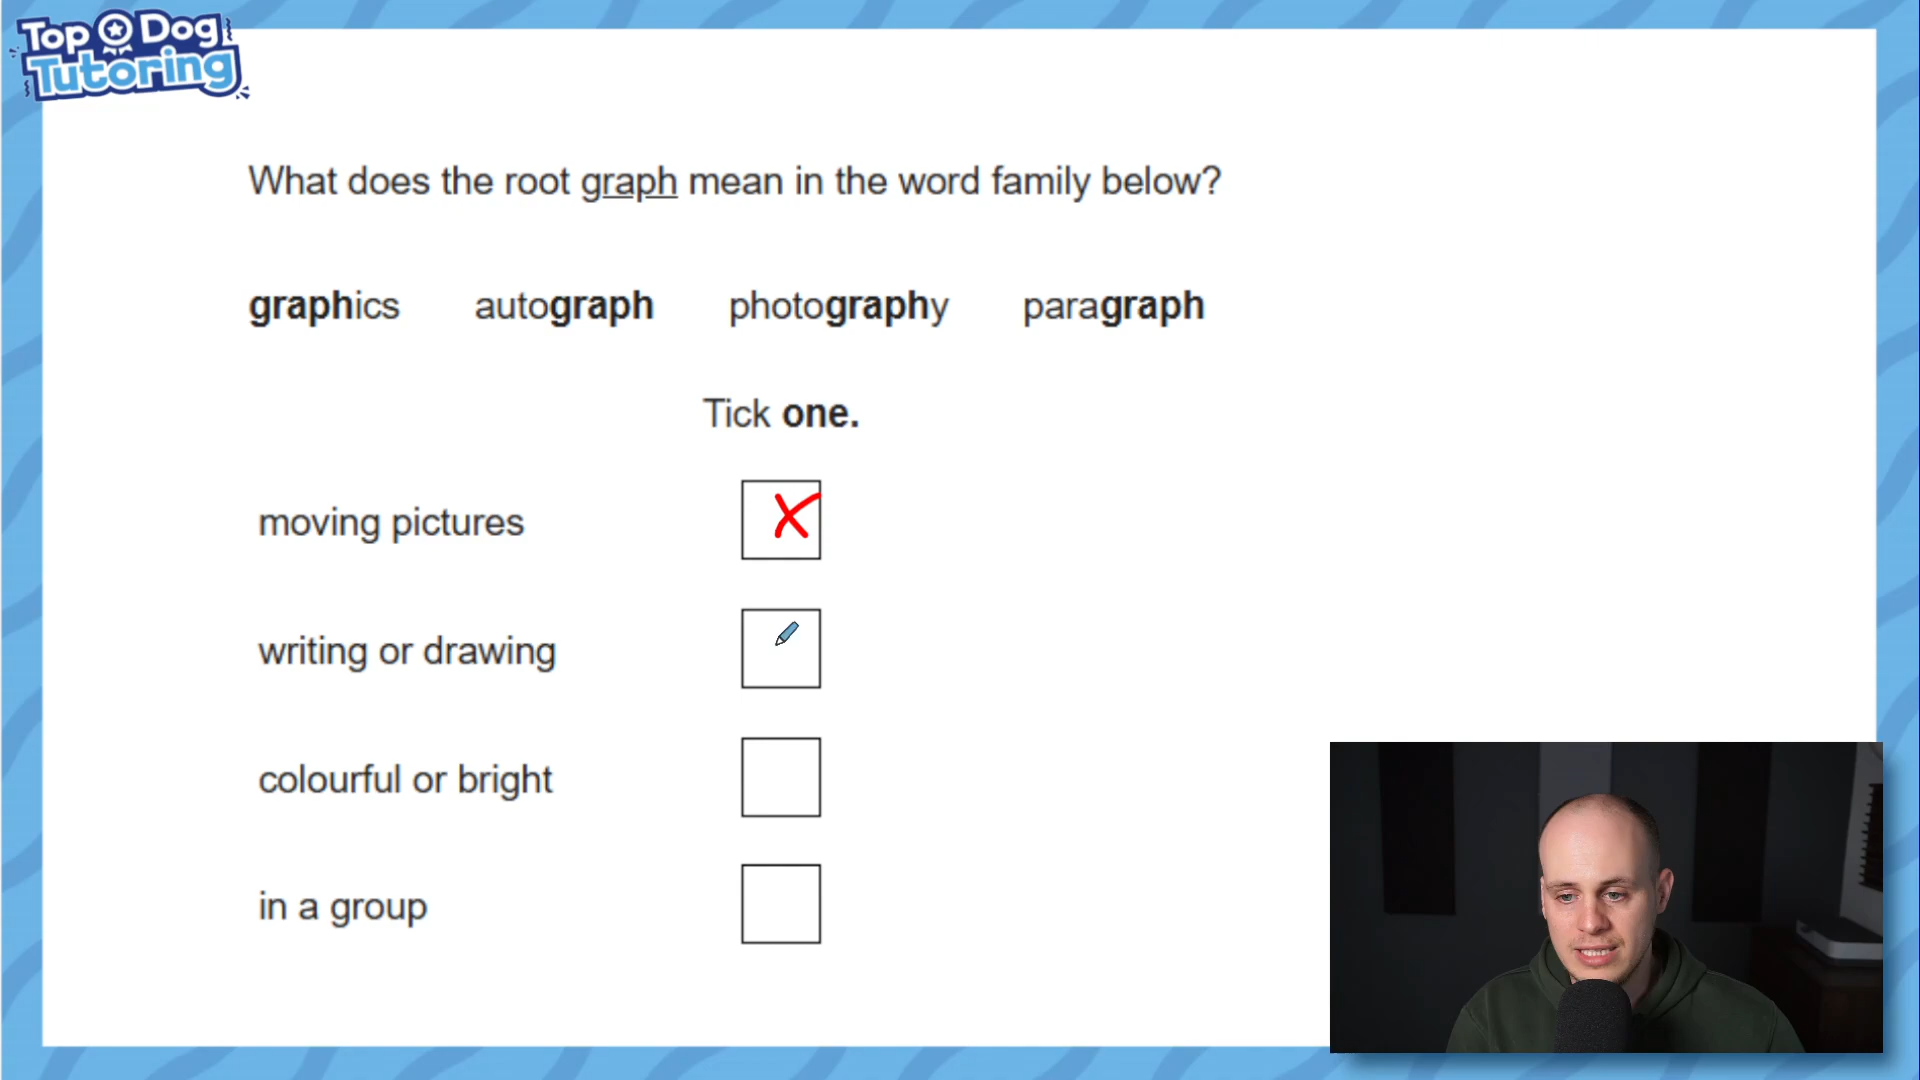 Top Dog
Tutoring
What does the root graph mean in the word family below?
graphics autograph photography paragraph
Tick one.
moving pictures
writing or drawing
colourful or bright
in a group